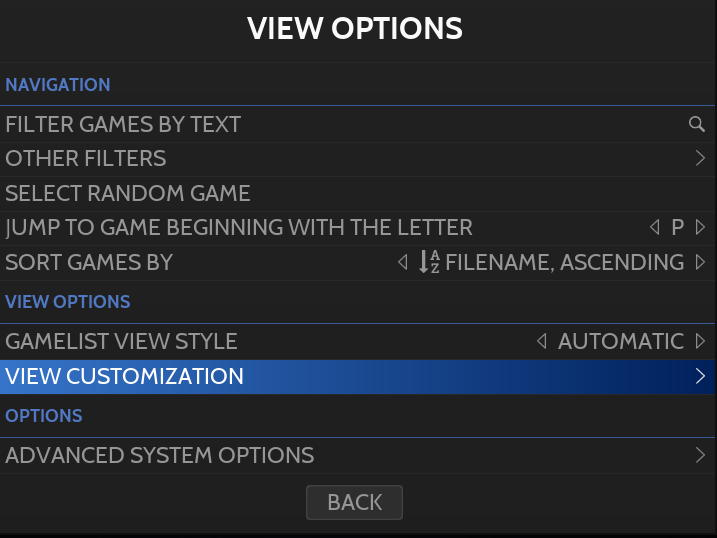 VIEW OPTIONS
NAVIGATION
FILTER GAMES BY TEXT
OTHER FILTERS
SELECT RANDOM GAME
JUMP TO GAME BEGINNING WITH THE LETTER P
SORT GAMES BY AZ FILENAME, ASCENDING
VIEW OPTIONS
GAMELIST VIEW STYLE AUTOMATIC
VIEW CUSTOMIZATION
OPTIONS
ADVANCED SYSTEM OPTIONS
BACK